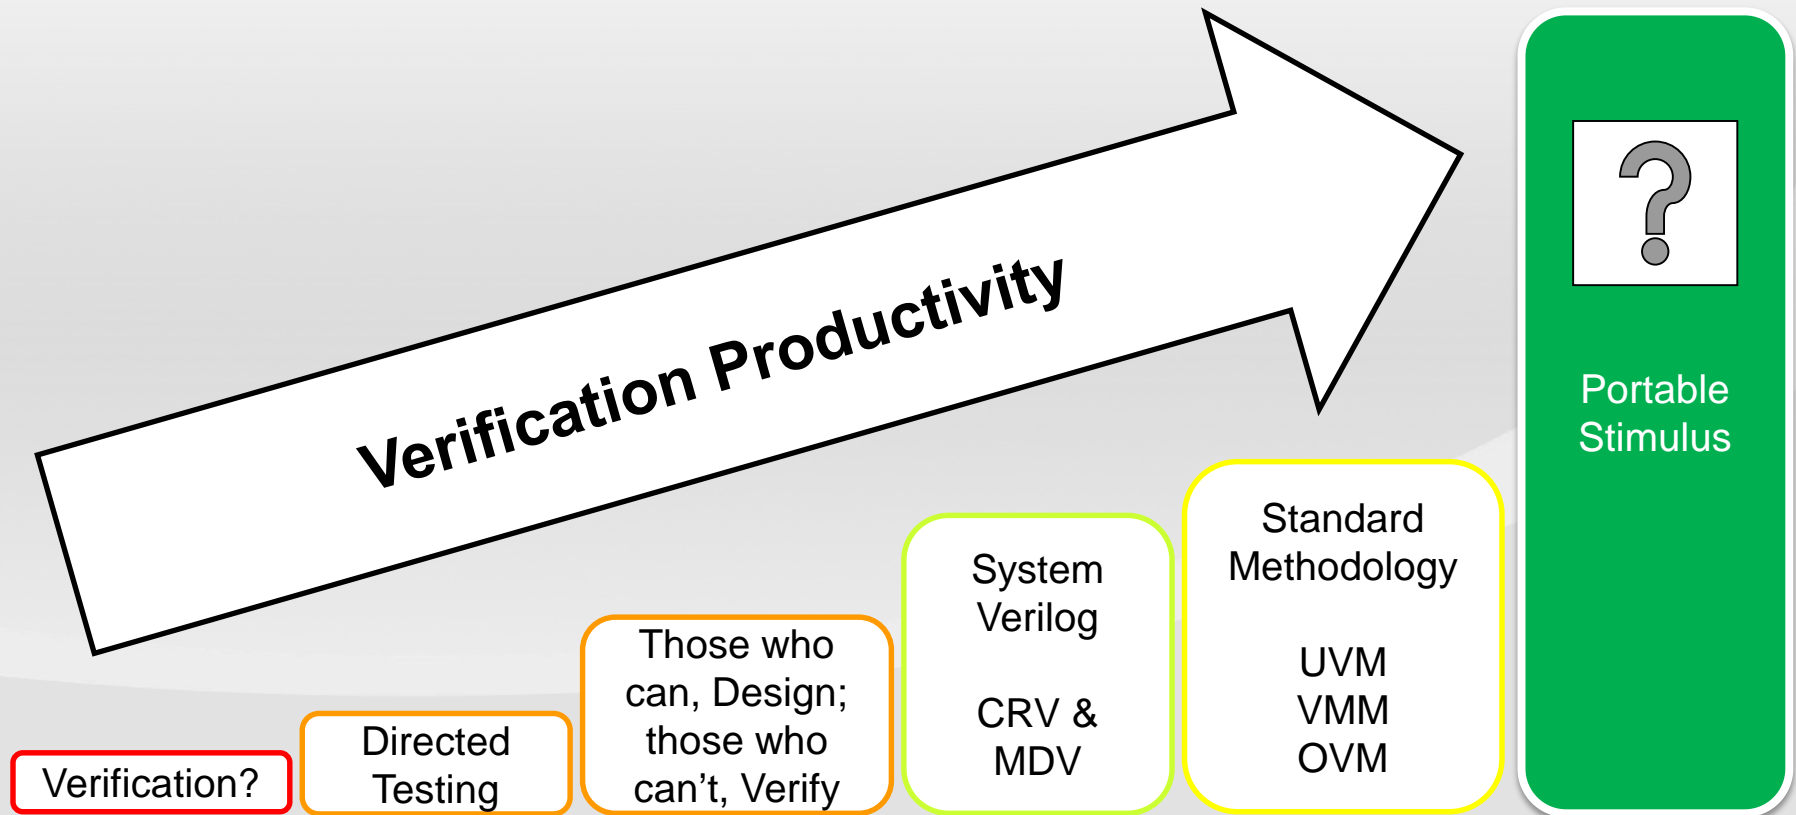 Verification Productivity
Verification?
Directed
Testing
Those who
can, Design;
those who
can’t, Verify
System
Verilog
CRV &
MDV
Standard
Methodology
UVM
VMM
OVM
?
Portable
Stimulus